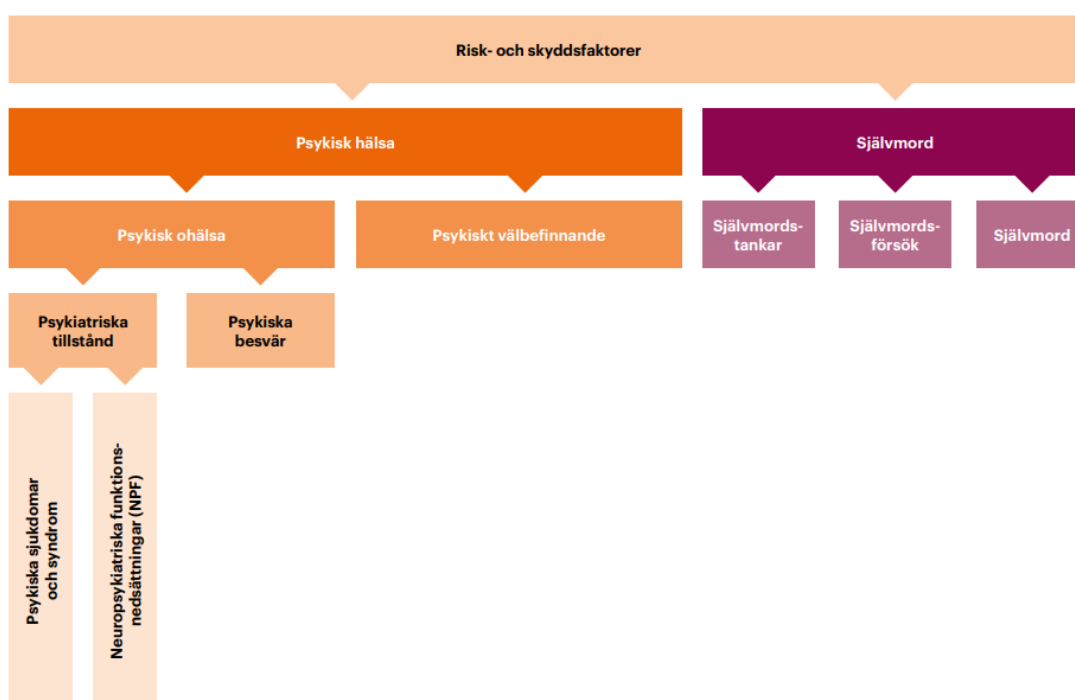 Risk- och skyddsfaktorer
Psykisk hälsa
Självmord
Psykisk ohälsa
Psykiskt välbefinnande
Självmords-
tankar
Självmords-
försök
Självmord
Psykiatriska
tillstånd
Psykiska
besvär
Psykiska sjukdomar
och syndrom
Neuropsykiatriska funktions-
nedsättningar (NPF)